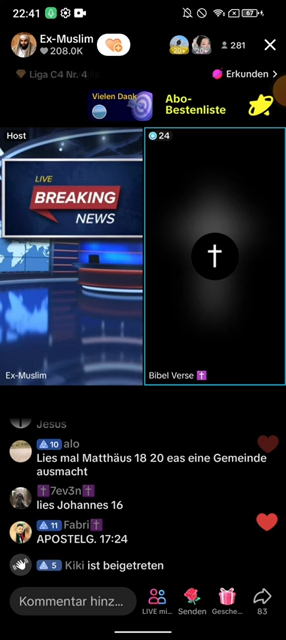 22:41
67
Ex-Muslim
208.0K
20+
20+
281
Liga C4 Nr. 4
Erkunden
Vielen Dank
Abo-
Bestenliste
Host
24
LIVE
BREAKING
NEWS
Ex-Muslim
Bibel Verse
Jesus
10 alo
Lies mal Matthäus 18 20 eas eine Gemeinde
ausmacht
7ev3n
lies Johannes 16
11 Fabri
APOSTELG. 17:24
5 Kiki ist beigetreten
Kommentar hinz...
LIVE mi...
Senden
Gesche...
83